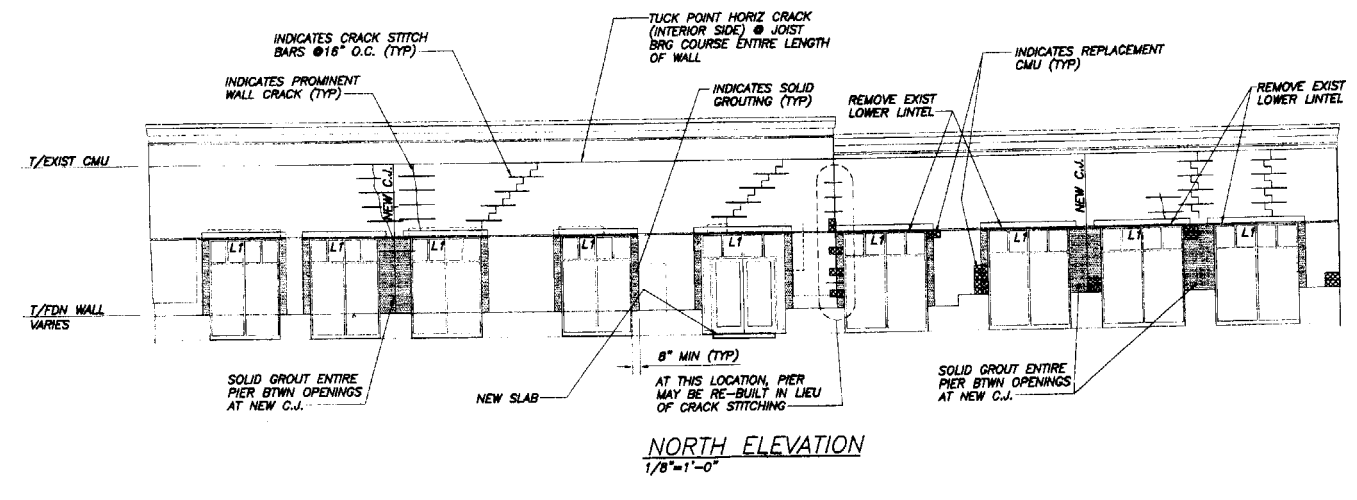 TUCK POINT HORIZ CRACK
(INTERIOR SIDE) @ JOIST
BRG COURSE ENTIRE LENGTH
OF WALL
INDICATES CRACK STITCH
BARS @16" O.C. (TYP)
INDICATES REPLACEMENT
CMU (TYP)
INDICATES PROMINENT
WALL CRACK (TYP)
INDICATES SOLID
GROUTING (TYP)
REMOVE EXIST
LOWER LINTEL
REMOVE EXIST
LOWER LINTEL
T/EXIST CMU
NEW C.J.
NEW C.J.
L1
L1
L1
L1
L1
L1
L1
L1
L1
T/FDN WALL
VARIES
8" MIN (TYP)
SOLID GROUT ENTIRE
PIER BTWN OPENINGS
AT NEW C.J.
NEW SLAB
AT THIS LOCATION, PIER
MAY BE RE-BUILT IN LIEU
OF CRACK STITCHING
SOLID GROUT ENTIRE
PIER BTWN OPENINGS
AT NEW C.J.
NORTH ELEVATION
1/8"=1'-0"